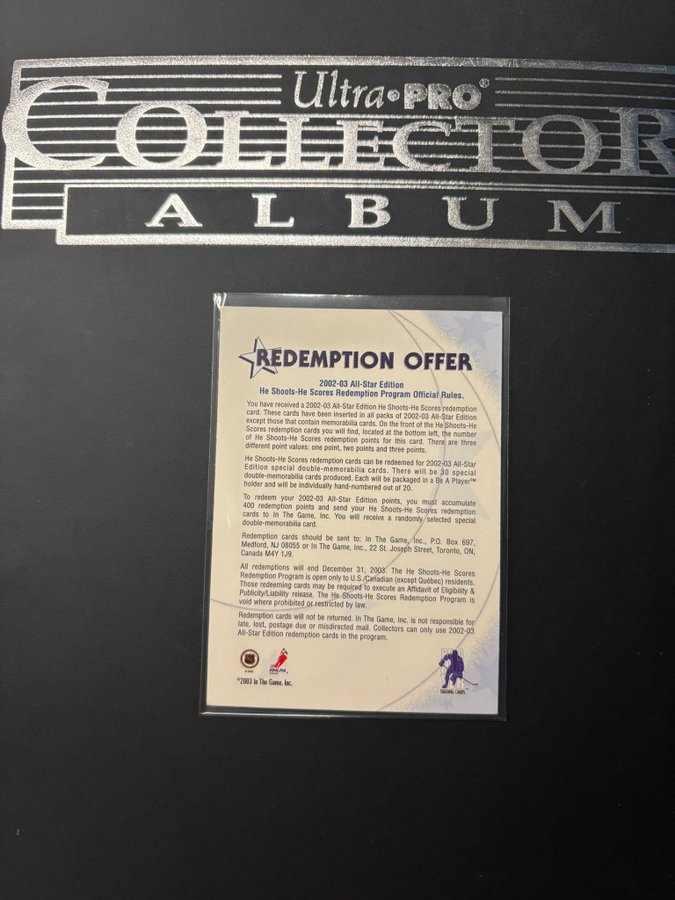 Ultra•PRO®
COLLECTOR
ALBUM
REDEMPTION OFFER
2002-03 All-Star Edition
He Shoots-He Scores Redemption Program Official Rules.
You have received a 2002-03 All-Star Edition He Shoots-He Scores redemption
card. These cards have been inserted in all packs of 2002-03 All-Star Edition
except those that contain memorabilia cards. On the front of the He Shoots-He
Scores redemption cards you will find, located at the bottom left, the number
of He Shoots-He Scores redemption points for this card. There are three
different point values: one point, two points and three points.
He Shoots-He Scores redemption cards can be redeemed for 2002-03 All-Star
Edition special double-memorabilia cards. There will be 30 special
double-memorabilia cards produced. Each will be packaged in a Be A Player™
holder and will be individually hand-numbered out of 20.
To redeem your 2002-03 All-Star Edition points, you must accumulate
400 redemption points and send your He Shoots-He Scores redemption
cards to In The Game, Inc. You will receive a randomly selected special
double-memorabilia card.
Redemption cards should be sent to: In The Game, Inc., P.O. Box 697,
Medford, NJ 08055 or In The Game, Inc., 22 St. Joseph Street, Toronto, ON,
Canada M4Y 1J9.
All redemptions will end December 31, 2003. The He Shoots-He Scores
Redemption Program is open only to U.S./Canadian (except Québec) residents.
Those redeeming cards may be required to execute an Affidavit of Eligibility &
Publicity/Liability release. The He Shoots-He Scores Redemption Program is
void where prohibited or restricted by law.
Redemption cards will not be returned. In The Game, Inc. is not responsible for
late, lost, postage due or misdirected mail. Collectors can only use 2002-03
All-Star Edition redemption cards in the program.
NHLPA
TRADING CARDS™
©2003 In The Game, Inc.